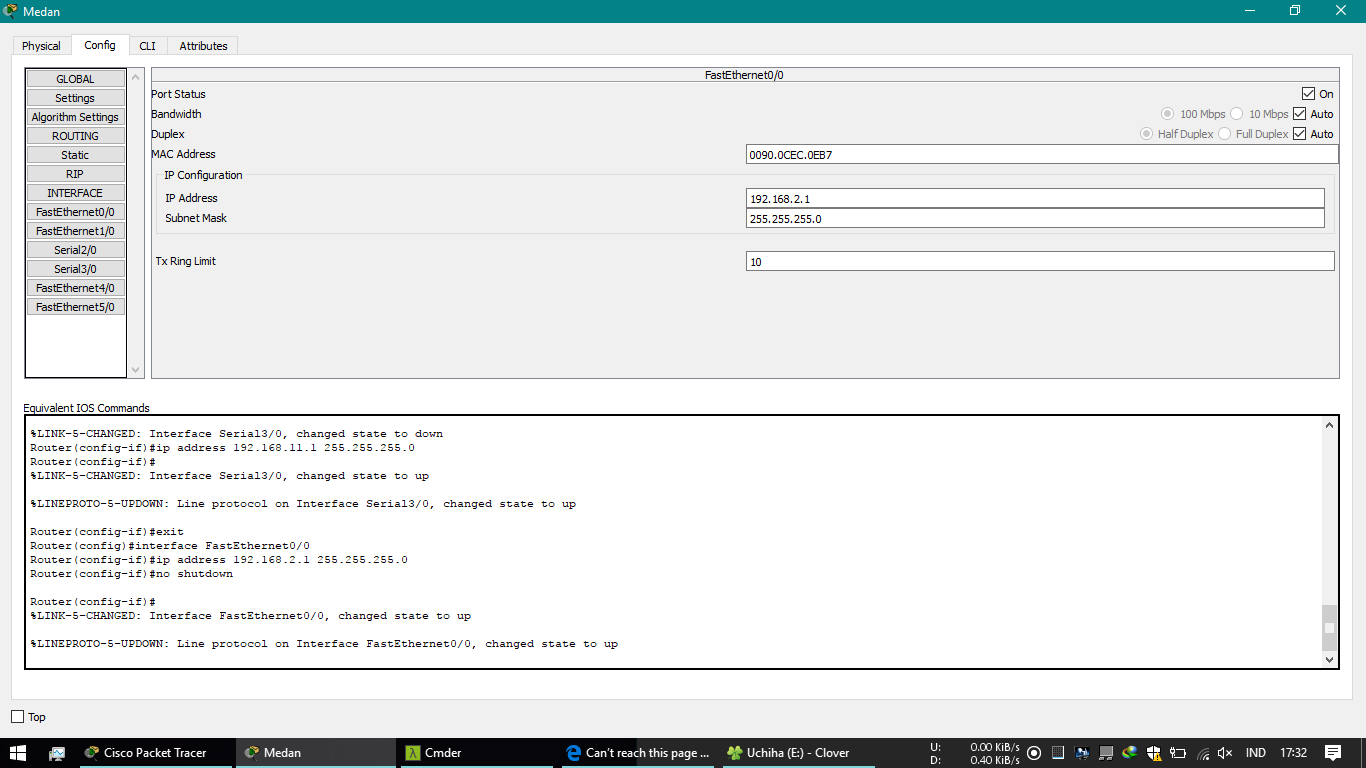 Medan
Physical Config CLI Attributes
GLOBAL
Settings
Algorithm Settings
ROUTING
Static
RIP
INTERFACE
FastEthernet0/0
FastEthernet1/0
Serial2/0
Serial3/0
FastEthernet4/0
FastEthernet5/0
FastEthernet0/0
Port Status On
Bandwidth 100 Mbps 10 Mbps Auto
Duplex Half Duplex Full Duplex Auto
MAC Address 0090.0CEC.0EB7
IP Configuration
IP Address 192.168.2.1
Subnet Mask 255.255.255.0
Tx Ring Limit 10
Equivalent IOS Commands
%LINK-5-CHANGED: Interface Serial3/0, changed state to down
Router(config-if)#ip address 192.168.11.1 255.255.255.0
Router(config-if)#
%LINK-5-CHANGED: Interface Serial3/0, changed state to up
%LINEPROTO-5-UPDOWN: Line protocol on Interface Serial3/0, changed state to up
Router(config-if)#exit
Router(config)#interface FastEthernet0/0
Router(config-if)#ip address 192.168.2.1 255.255.255.0
Router(config-if)#no shutdown
Router(config-if)#
%LINK-5-CHANGED: Interface FastEthernet0/0, changed state to up
%LINEPROTO-5-UPDOWN: Line protocol on Interface FastEthernet0/0, changed state to up
Top
Cisco Packet Tracer Medan λ Cmder Can't reach this page ... Uchiha (E:) - Clover
U: 0.00 KiB/s
D: 0.40 KiB/s
IND 17:32